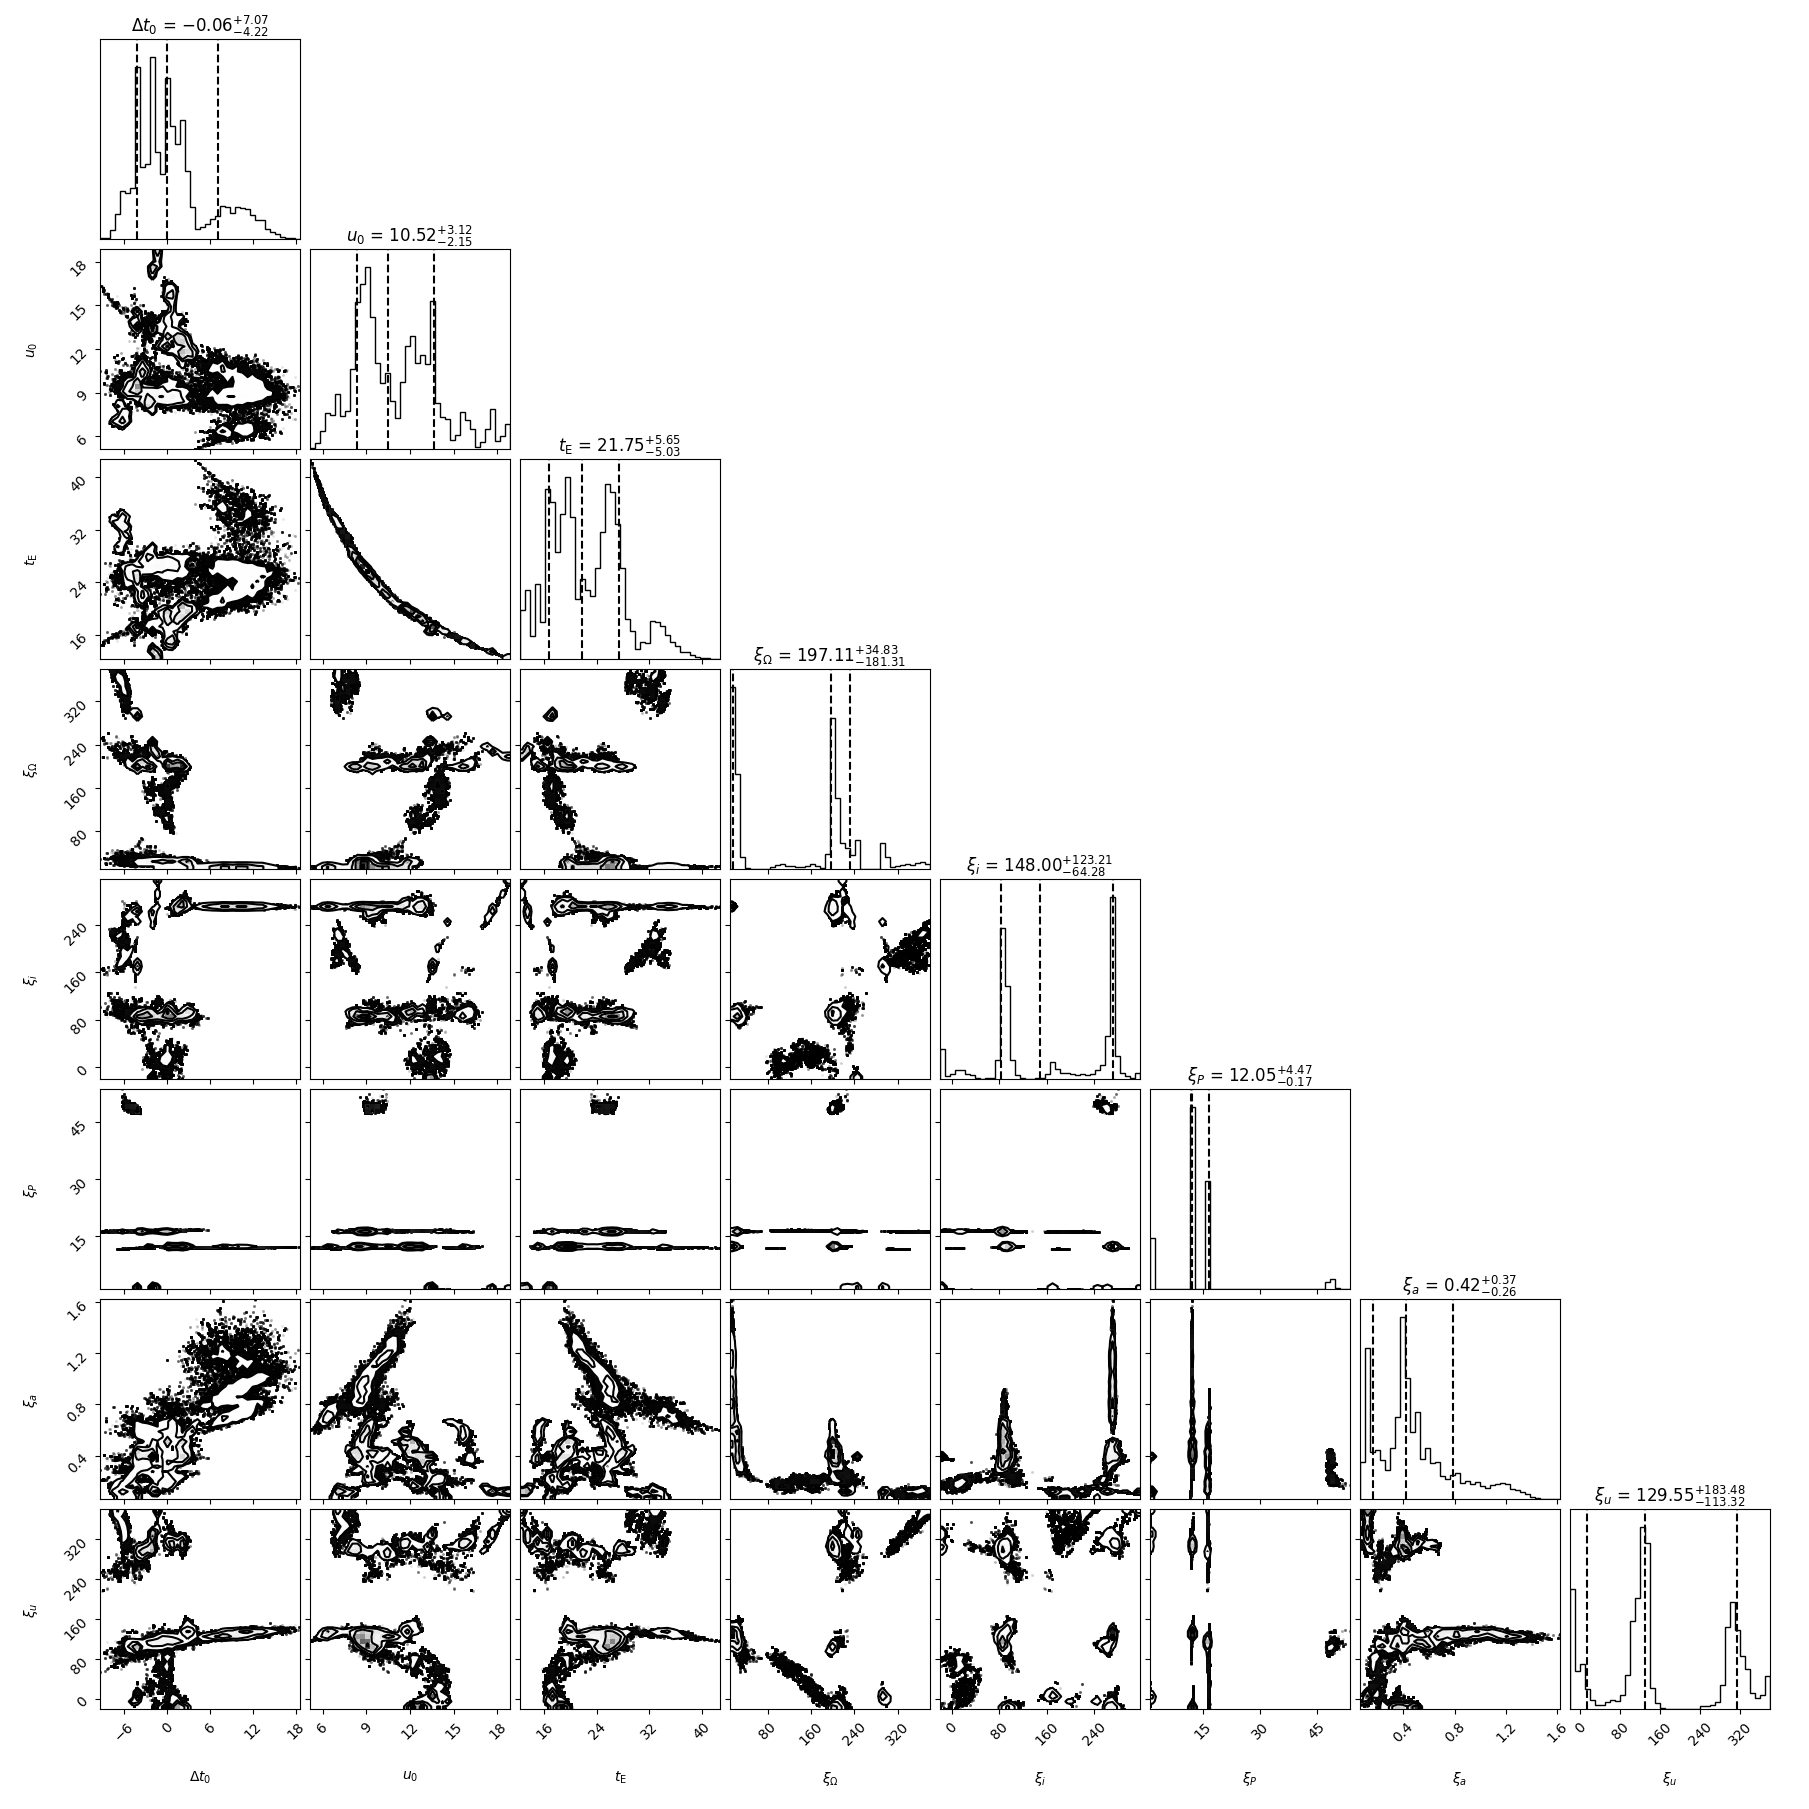 Δt₀ = −0.06⁺⁷·⁰⁷₋₄.₂₂
u₀ = 10.52⁺³·¹²₋₂.₁₅
18
15
12
9
6
u₀
t_E = 21.75⁺⁵·⁶⁵₋₅.₀₃
40
32
24
16
t_E
ξ_Ω = 197.11⁺³⁴·⁸³₋₁₈₁.₃₁
320
240
160
80
ξ_Ω
ξ_i = 148.00⁺¹²³·²¹₋₆₄.₂₈
240
160
80
0
ξ_i
ξ_P = 12.05⁺⁴·⁴⁷₋₀.₁₇
45
30
15
ξ_P
ξ_a = 0.42⁺⁰·³⁷₋₀.₂₆
1.6
1.2
0.8
0.4
ξ_a
ξ_u = 129.55⁺¹⁸³·⁴⁸₋₁₁₃.₃₂
320
240
160
80
0
ξ_u
−6 0 6 12 18 6 9 12 15 18 16 24 32 40 80 160 240 320 0 80 160 240 15 30 45 0.4 0.8 1.2 1.6 0 80 160 240 320
Δt₀ u₀ t_E ξ_Ω ξ_i ξ_P ξ_a ξ_u